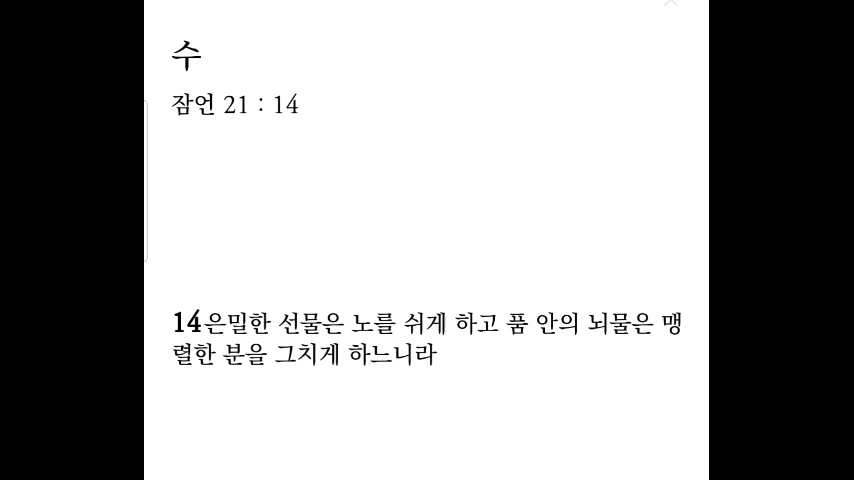 수
잠언 21 : 14
14은밀한 선물은 노를 쉬게 하고 품 안의 뇌물은 맹
렬한 분을 그치게 하느니라